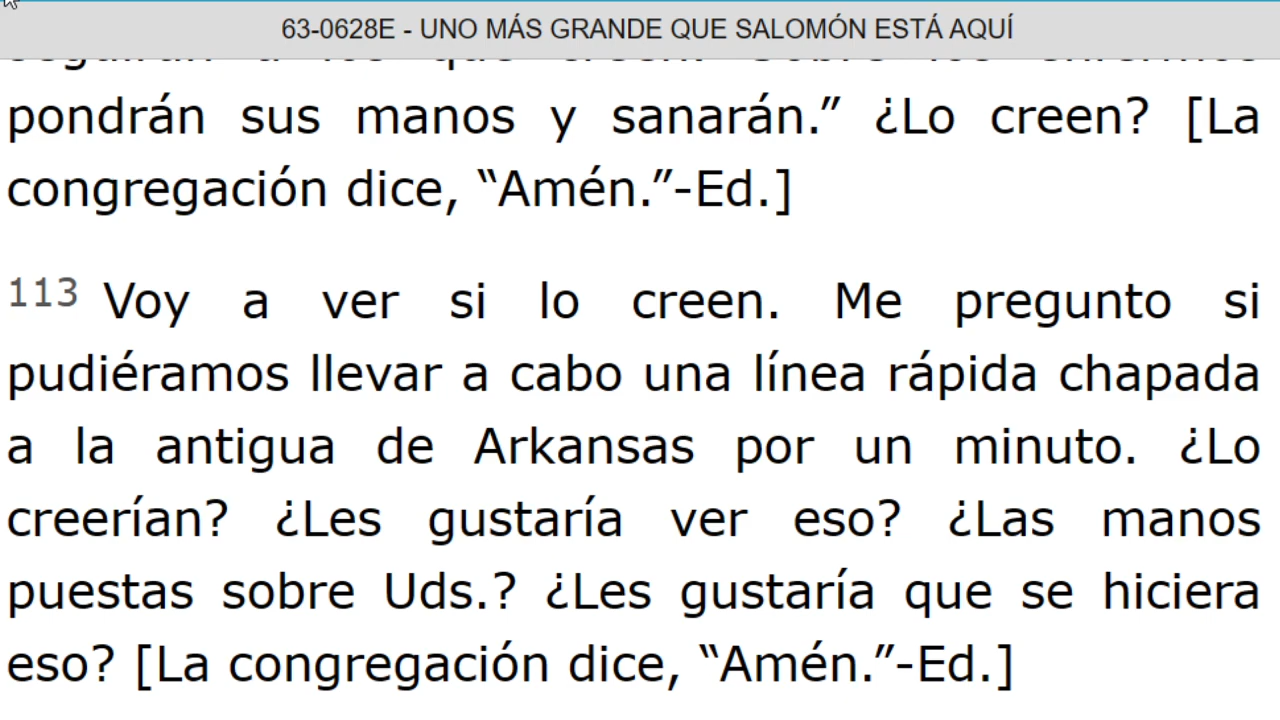 63-0628E - UNO MÁS GRANDE QUE SALOMÓN ESTÁ AQUÍ
pondrán sus manos y sanarán.” ¿Lo creen? [La
congregación dice, “Amén.”-Ed.]
113 Voy a ver si lo creen. Me pregunto si
pudiéramos llevar a cabo una línea rápida chapada
a la antigua de Arkansas por un minuto. ¿Lo
creerían? ¿Les gustaría ver eso? ¿Las manos
puestas sobre Uds.? ¿Les gustaría que se hiciera
eso? [La congregación dice, “Amén.”-Ed.]